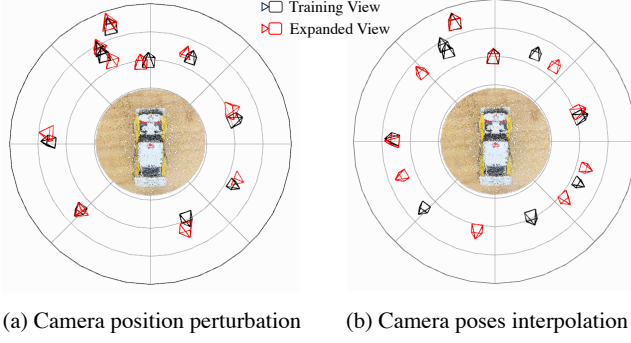 Training View
Expanded View
(a) Camera position perturbation
(b) Camera poses interpolation